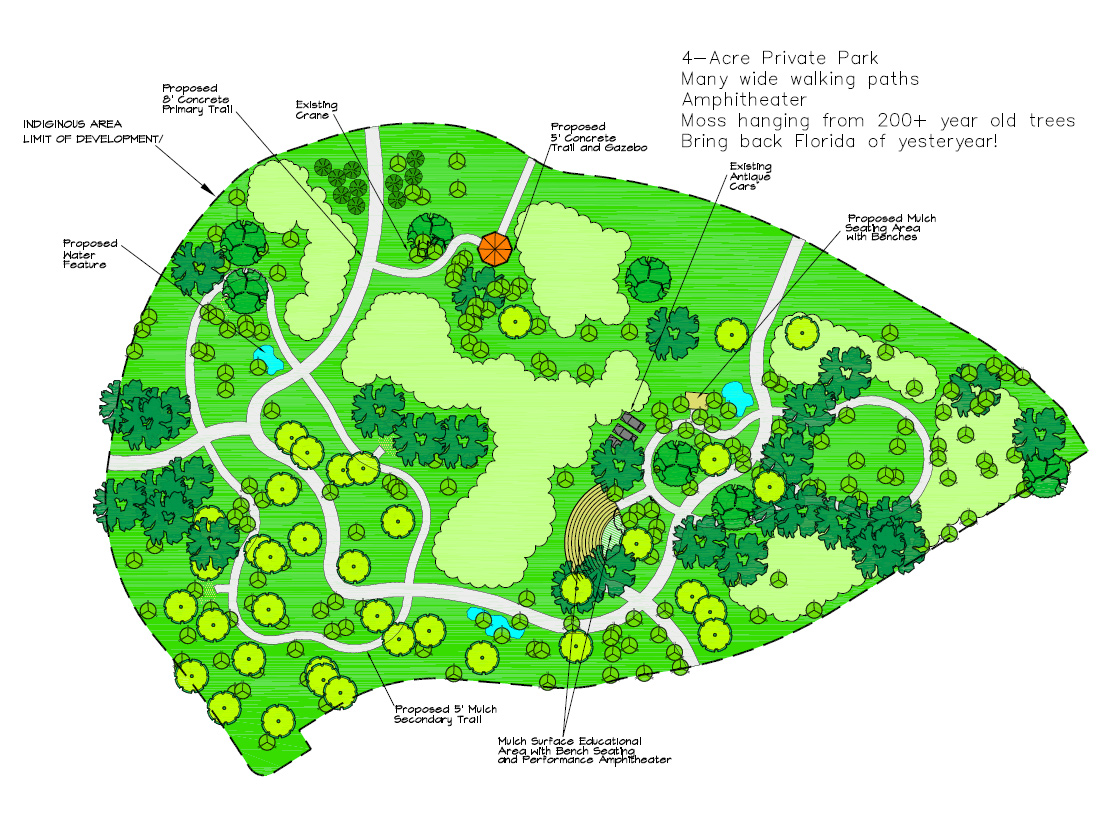 4-Acre Private Park
Many wide walking paths
Amphitheater
Moss hanging from 200+ year old trees
Bring back Florida of yesteryear!
Proposed
8' Concrete
Primary Trail
Existing
Crane
INDIGINOUS AREA
LIMIT OF DEVELOPMENT/
Proposed
5' Concrete
Trail and Gazebo
Existing
Antique
Cars"
Proposed Mulch
Seating Area
with Benches
Proposed
Water
Feature
Proposed 5' Mulch
Secondary Trail
Mulch Surface Educational
Area with Bench Seating
and Performance Amphitheater